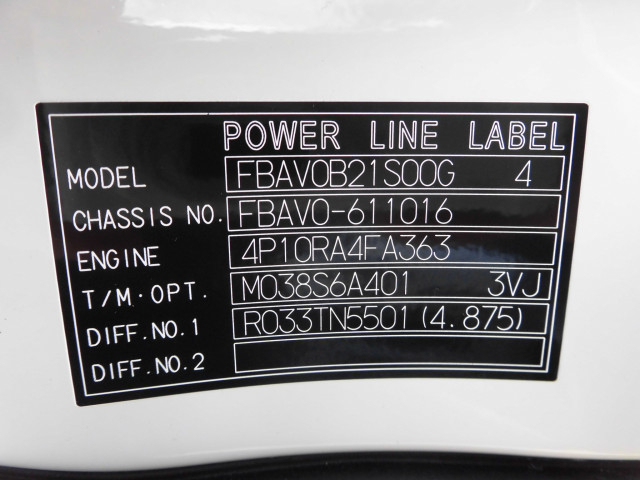 POWER LINE LABEL
MODEL FBAV0B21S00G 4
CHASSIS NO. FBAV0-611016
ENGINE 4P10RA4FA363
T/M·OPT. M038S6A401 3VJ
DIFF.NO.1 R033TN5501(4.875)
DIFF.NO.2